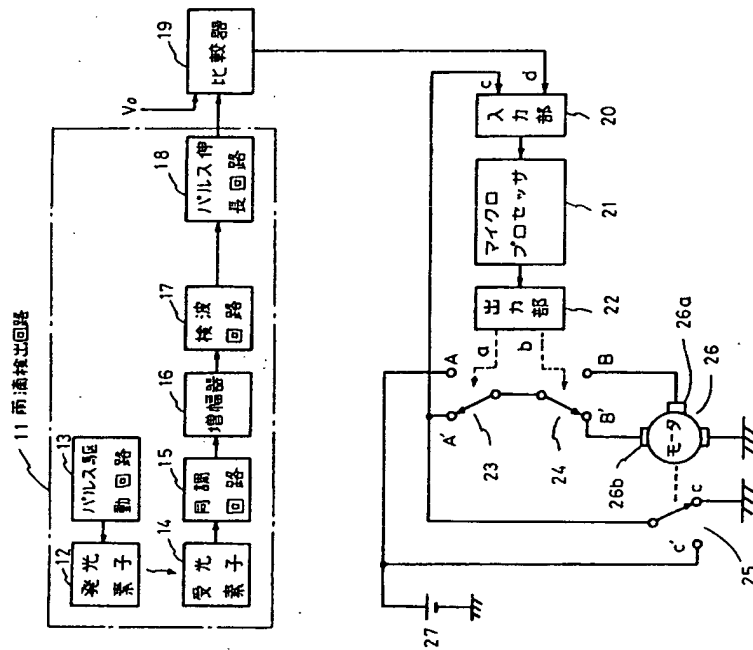 11 雨滴検出回路
12
発光
素子
13
パルス駆
動回路
14
受光
素子
15
同調
回路
16
増幅器
17
検波
回路
18
パルス伸
長回路
19
比較器
Vo
c
d
入力部
20
マイクロ
プロセッサ
21
出力部
22
a
b
A
A'
23
B
B'
24
26a
26
26b
モータ
c
c'
25
27